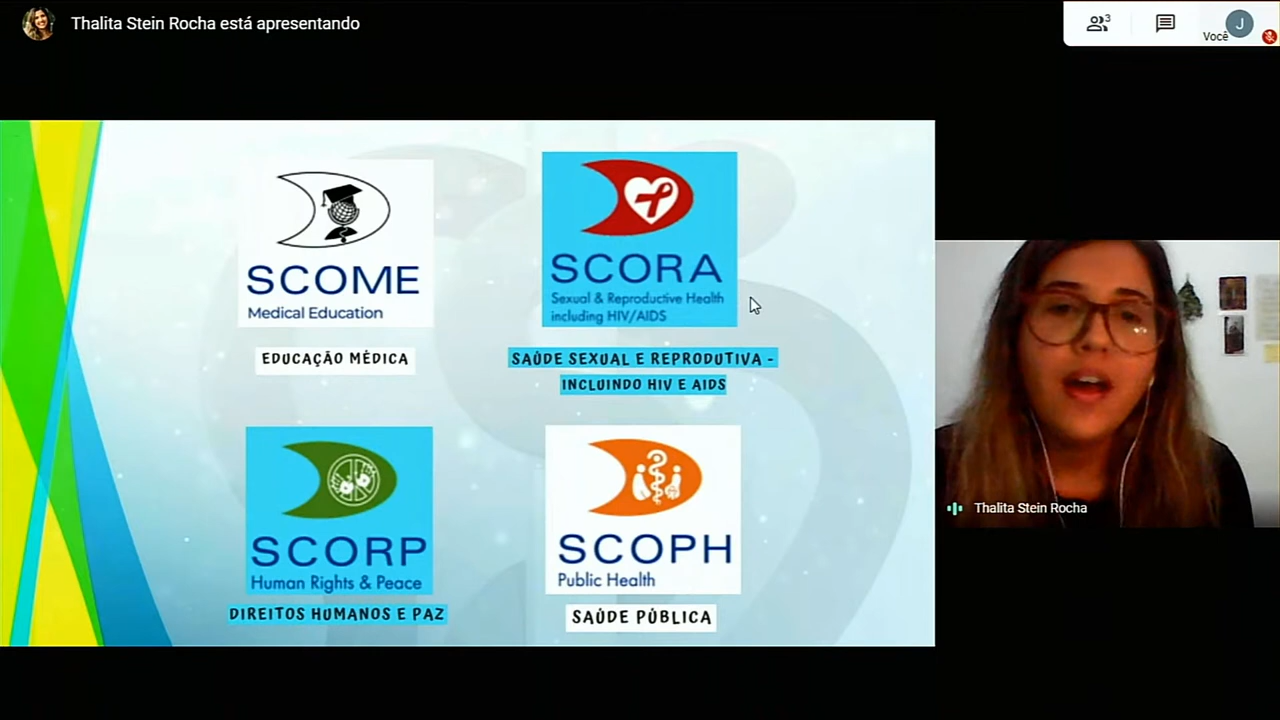 Thalita Stein Rocha está apresentando
3
J
Você
SCOME
Medical Education
EDUCAÇÃO MÉDICA
SCORA
Sexual & Reproductive Health
including HIV/AIDS
SAÚDE SEXUAL E REPRODUTIVA -
INCLUINDO HIV E AIDS
SCORP
Human Rights & Peace
DIREITOS HUMANOS E PAZ
SCOPH
Public Health
SAÚDE PÚBLICA
Thalita Stein Rocha